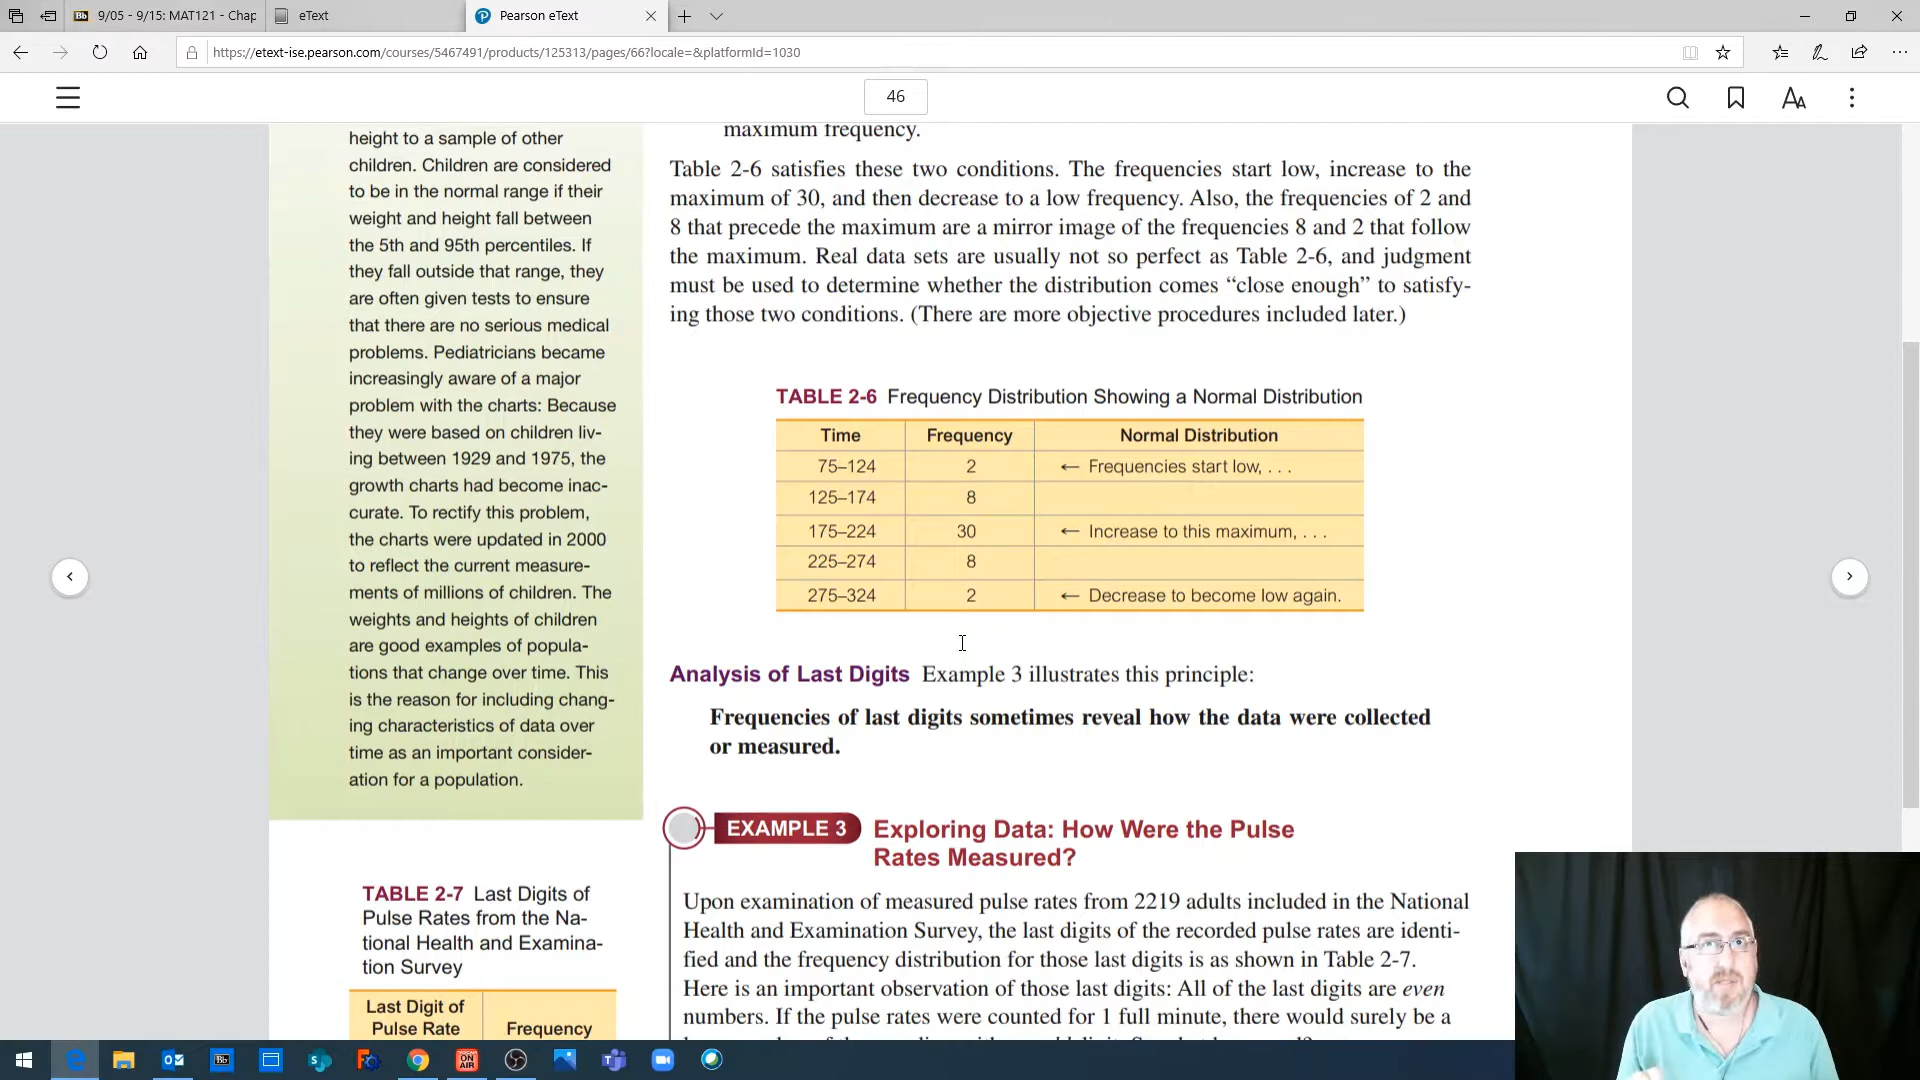 9/05 - 9/15: MAT121 - Chap
eText
Pearson eText
https://etext-ise.pearson.com/courses/5467491/products/125313/pages/66?locale=&platformId=1030
46
height to a sample of other
children. Children are considered
to be in the normal range if their
weight and height fall between
the 5th and 95th percentiles. If
they fall outside that range, they
are often given tests to ensure
that there are no serious medical
problems. Pediatricians became
increasingly aware of a major
problem with the charts: Because
they were based on children liv-
ing between 1929 and 1975, the
growth charts had become inac-
curate. To rectify this problem,
the charts were updated in 2000
to reflect the current measure-
ments of millions of children. The
weights and heights of children
are good examples of popula-
tions that change over time. This
is the reason for including chang-
ing characteristics of data over
time as an important consider-
ation for a population.
TABLE 2-7 Last Digits of
Pulse Rates from the Na-
tional Health and Examina-
tion Survey
Last Digit of
Pulse Rate
Frequency
maximum frequency.
Table 2-6 satisfies these two conditions. The frequencies start low, increase to the
maximum of 30, and then decrease to a low frequency. Also, the frequencies of 2 and
8 that precede the maximum are a mirror image of the frequencies 8 and 2 that follow
the maximum. Real data sets are usually not so perfect as Table 2-6, and judgment
must be used to determine whether the distribution comes “close enough” to satisfy-
ing those two conditions. (There are more objective procedures included later.)
TABLE 2-6 Frequency Distribution Showing a Normal Distribution
Time Frequency Normal Distribution
75–124 2 ← Frequencies start low, . . .
125–174 8
175–224 30 ← Increase to this maximum, . . .
225–274 8
275–324 2 ← Decrease to become low again.
Analysis of Last Digits Example 3 illustrates this principle:
Frequencies of last digits sometimes reveal how the data were collected
or measured.
EXAMPLE 3 Exploring Data: How Were the Pulse
Rates Measured?
Upon examination of measured pulse rates from 2219 adults included in the National
Health and Examination Survey, the last digits of the recorded pulse rates are identi-
fied and the frequency distribution for those last digits is as shown in Table 2-7.
Here is an important observation of those last digits: All of the last digits are even
numbers. If the pulse rates were counted for 1 full minute, there would surely be a
Bb
ON
AIR